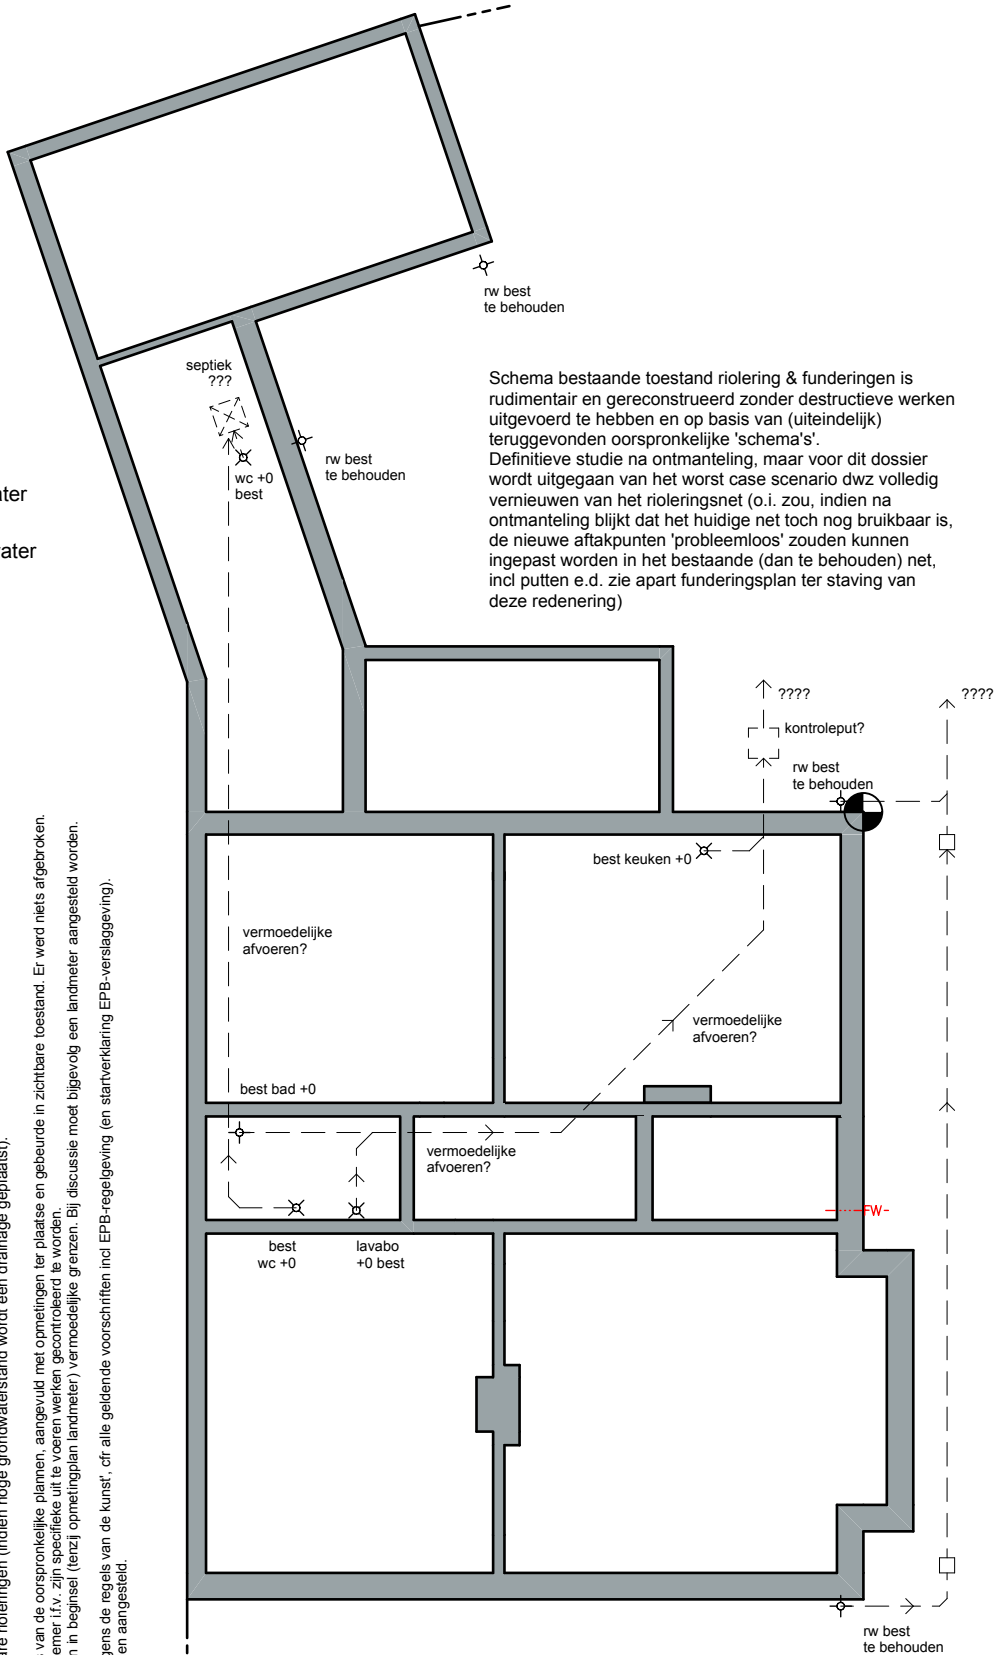 rw best
te behouden
septiek
???
wc +0
best
rw best
te behouden
Schema bestaande toestand riolering & funderingen is
rudimentair en gereconstrueerd zonder destructieve werken
uitgevoerd te hebben en op basis van (uiteindelijk)
teruggevonden oorspronkelijke 'schema's'.
Definitieve studie na ontmanteling, maar voor dit dossier
wordt uitgegaan van het worst case scenario dwz volledig
vernieuwen van het rioleringsnet (o.i. zou, indien na
ontmanteling blijkt dat het huidige net toch nog bruikbaar is,
de nieuwe aftakpunten 'probleemloos' zouden kunnen
ingepast worden in het bestaande (dan te behouden) net,
incl putten e.d. zie apart funderingsplan ter staving van
deze redenering)
ater
ater
????
????
kontroleput?
rw best
te behouden
best keuken +0
vermoedelijke
afvoeren?
vermoedelijke
afvoeren?
best bad +0
vermoedelijke
afvoeren?
FW
best
wc +0
lavabo
+0 best
rw best
te behouden
are rioleringen (indien hoge grondwaterstand wordt een drainage geplaatst).
s van de oorspronkelijke plannen, aangevuld met opmetingen ter plaatse en gebeurde in zichtbare toestand. Er werd niets afgebroken.
emer i.f.v. zijn specifieke uit te voeren werken gecontroleerd te worden.
n in beginsel (tenzij opmetingplan landmeter) vermoedelijke grenzen. Bij discussie moet bijgevolg een landmeter aangesteld worden.
gens de regels van de kunst', cfr alle geldende voorschriften incl EPB-regelgeving (en startverklaring EPB-verslaggeving).
en aangesteld.